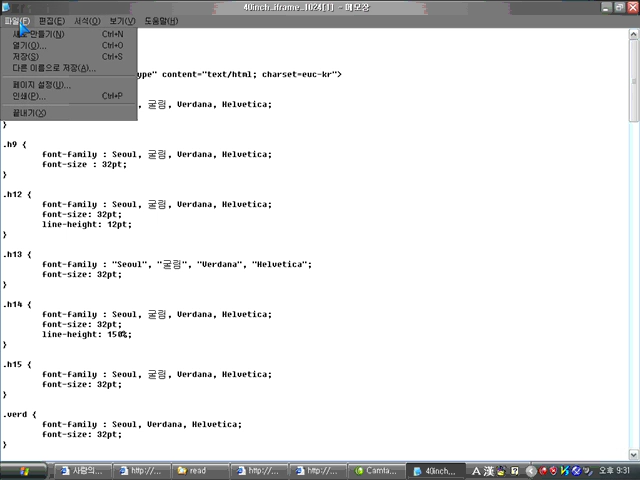 40inch_iframe_1024[1] - 메모장
파일(F) 편집(E) 서식(O) 보기(V) 도움말(H)
새로 만들기(N) Ctrl+N
열기(O)... Ctrl+O
저장(S) Ctrl+S
다른 이름으로 저장(A)...
ype" content="text/html; charset=euc-kr">
페이지 설정(U)...
인쇄(P)... Ctrl+P
, 굴림, Verdana, Helvetica;
끝내기(X)
}
.h9 {
font-family : Seoul, 굴림, Verdana, Helvetica;
font-size : 32pt;
}
.h12 {
font-family : Seoul, 굴림, Verdana, Helvetica;
font-size: 32pt;
line-height: 12pt;
}
.h13 {
font-family : "Seoul", "굴림", "Verdana", "Helvetica";
font-size: 32pt;
}
.h14 {
font-family : Seoul, 굴림, Verdana, Helvetica;
font-size: 32pt;
line-height: 150%;
}
.h15 {
font-family : Seoul, 굴림, Verdana, Helvetica;
font-size: 32pt;
}
.verd {
font-family : Seoul, Verdana, Helvetica;
font-size: 32pt;
}
사람의... http://... read http://... http://... Camta... 40inch... A 漢 오후 9:31